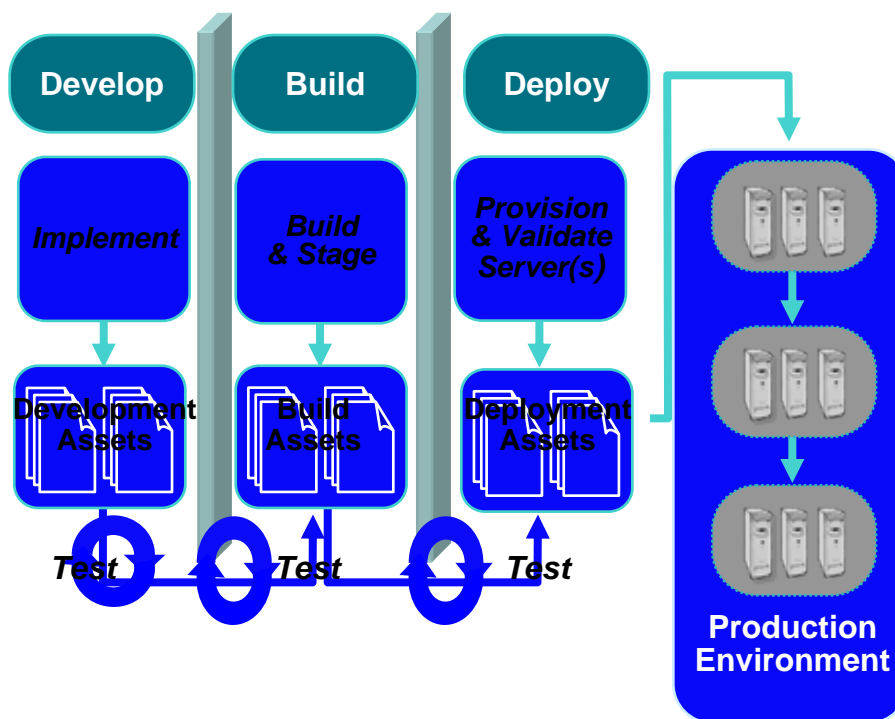 Develop
Build
Deploy
Implement
Build
& Stage
Provision
& Validate
Server(s)
Development
Assets
Build
Assets
Deployment
Assets
Test
Test
Test
Production
Environment